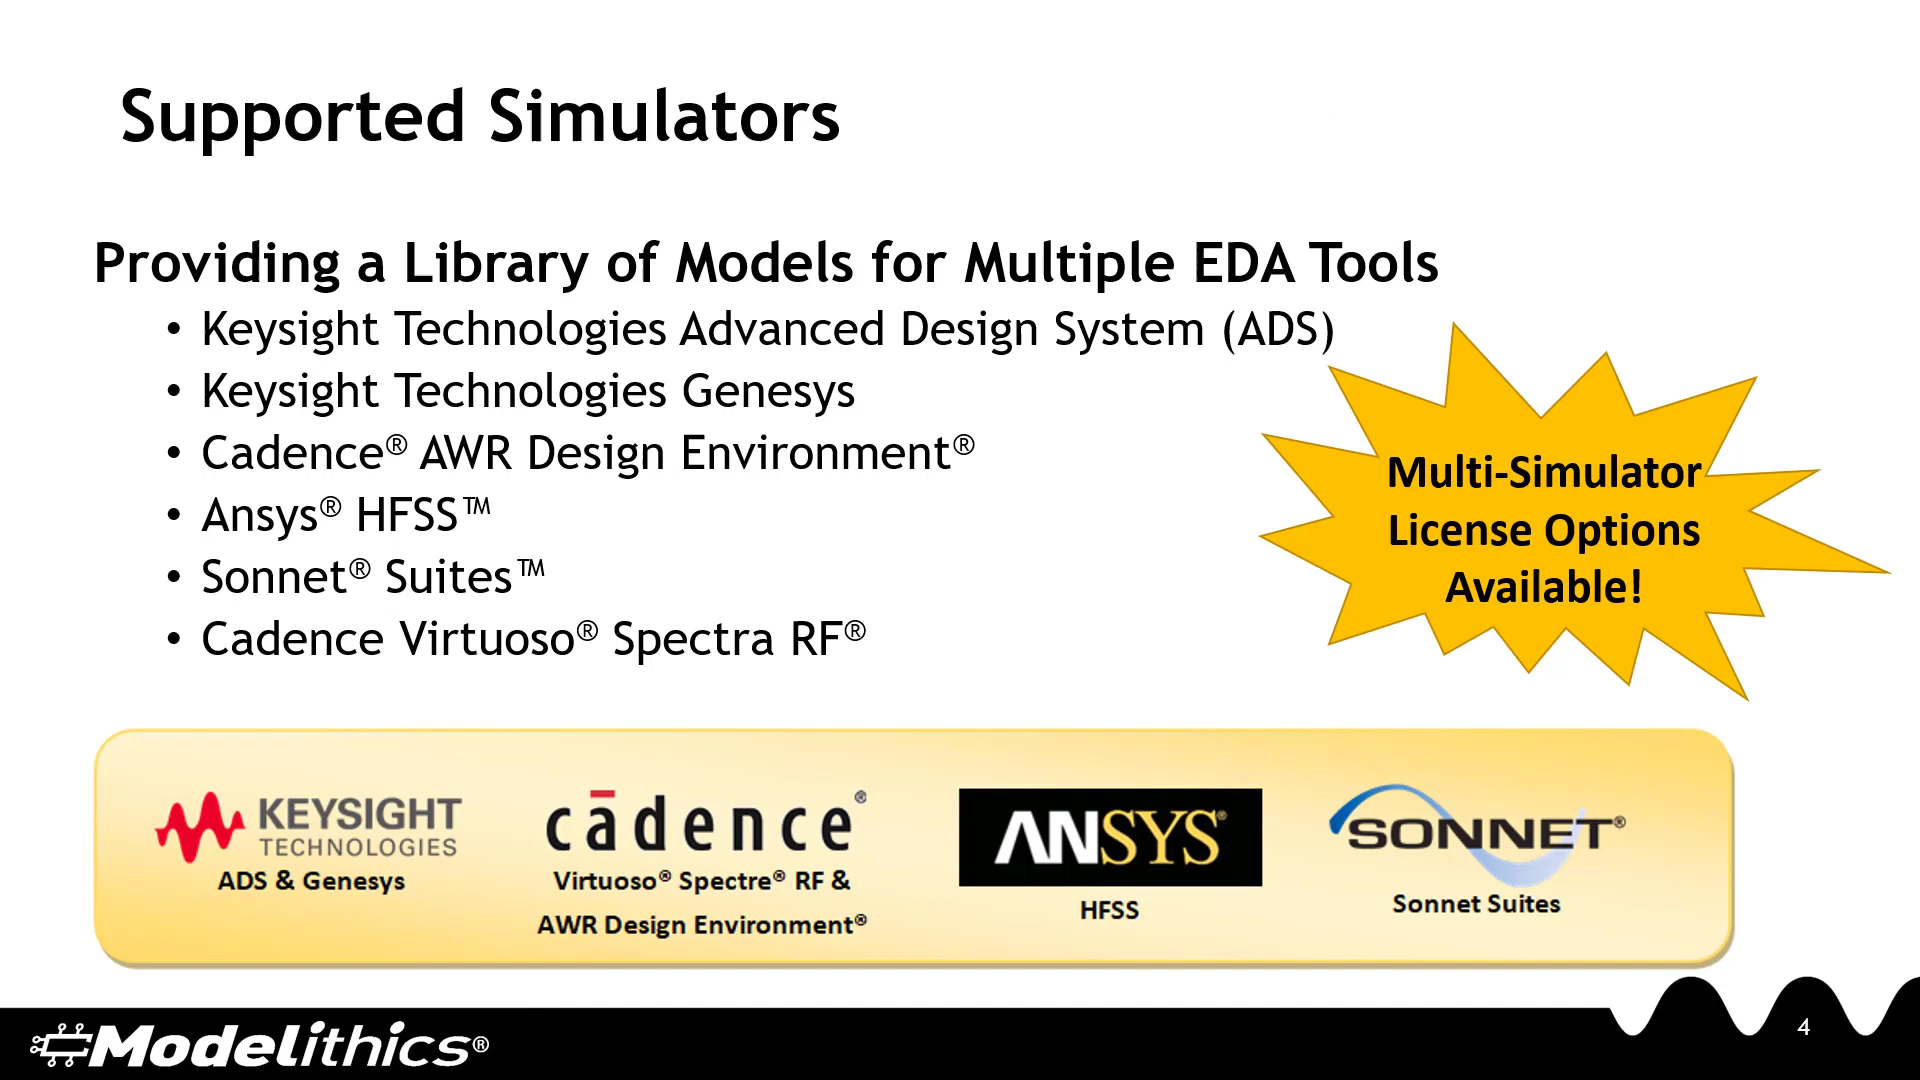 Supported Simulators
Providing a Library of Models for Multiple EDA Tools
• Keysight Technologies Advanced Design System (ADS)
• Keysight Technologies Genesys
• Cadence® AWR Design Environment®
• Ansys® HFSS™
• Sonnet® Suites™
• Cadence Virtuoso® Spectra RF®
Multi-Simulator
License Options
Available!
KEYSIGHT
TECHNOLOGIES
ADS & Genesys
cādence®
Virtuoso® Spectre® RF &
AWR Design Environment®
ANSYS®
HFSS
SONNET®
Sonnet Suites
Modelithics®
4